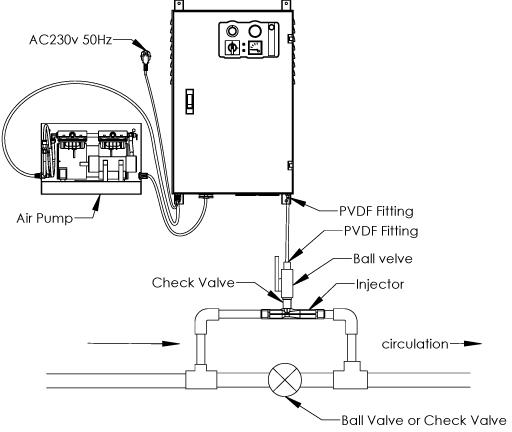 AC230v 50Hz
Air Pump
PVDF Fitting
PVDF Fitting
Ball velve
Check Valve
Injector
circulation
Ball Valve or Check Valve